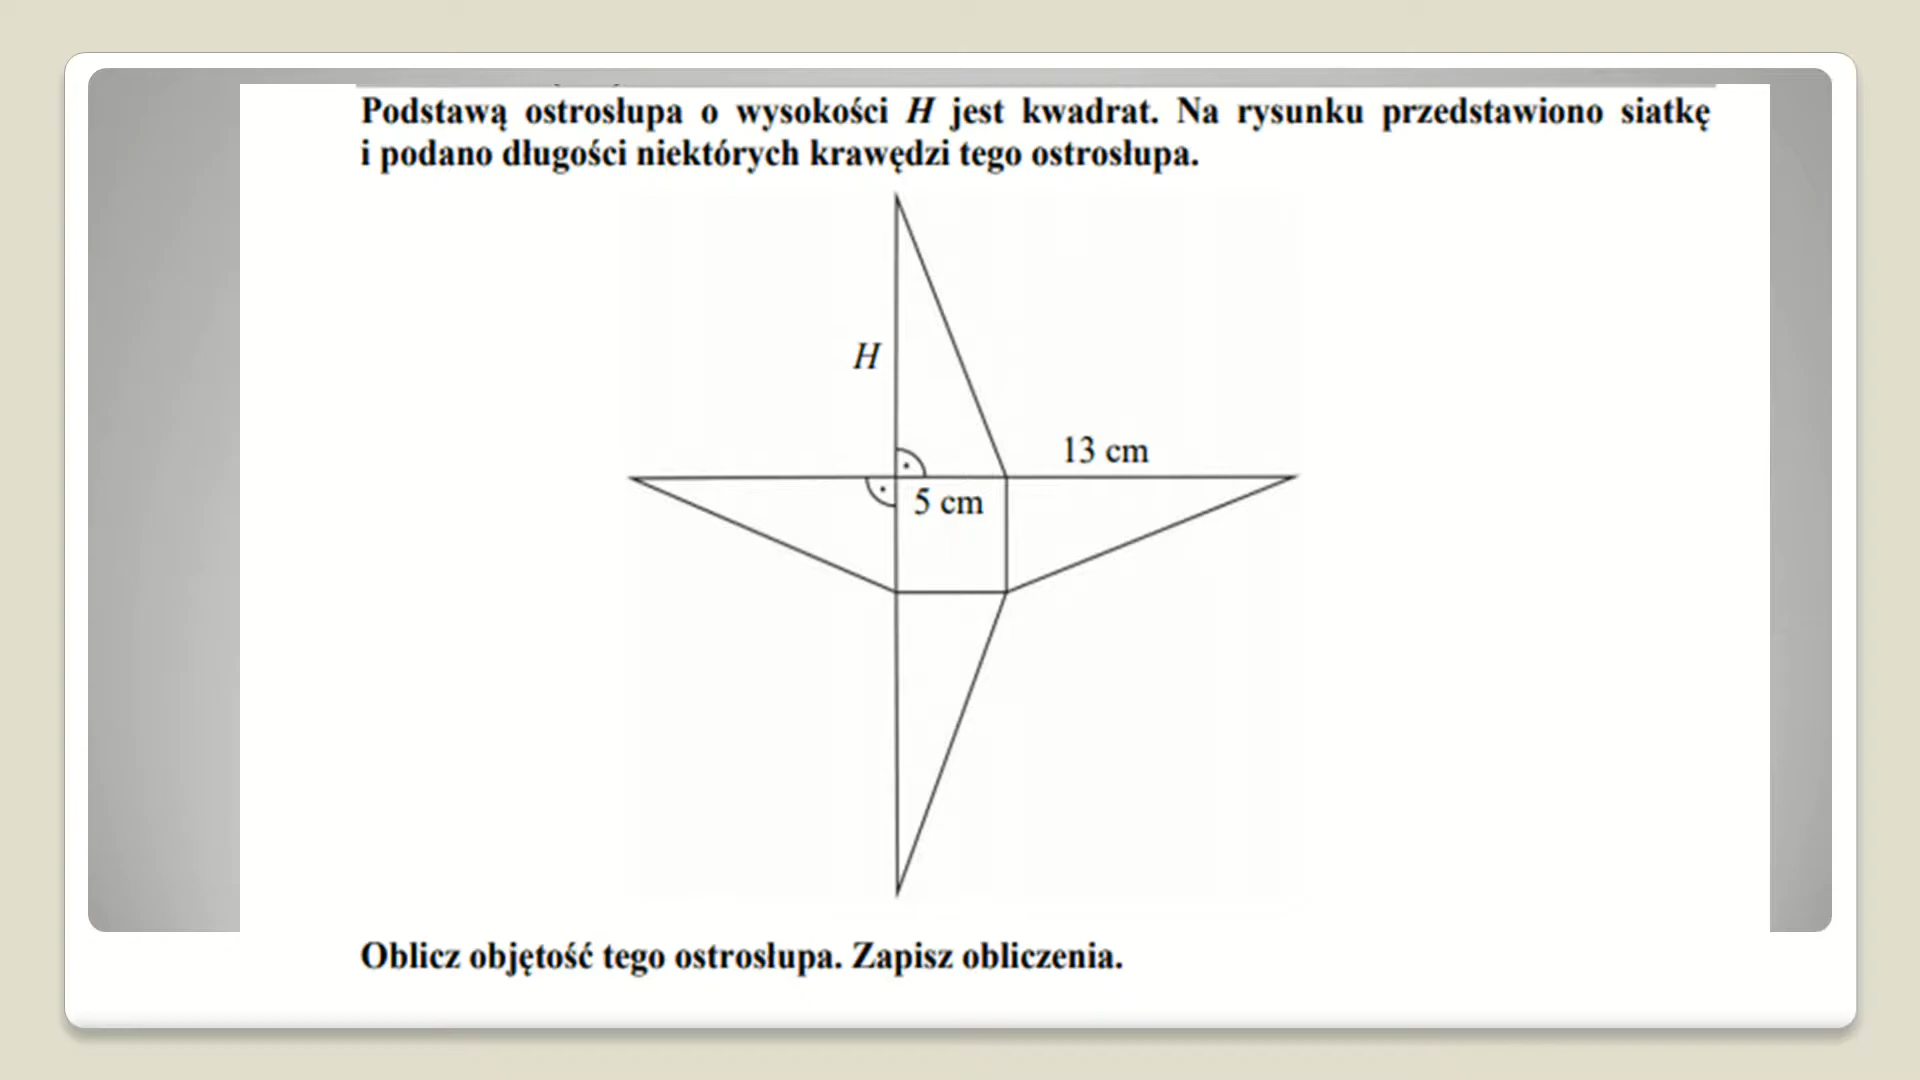 Podstawą ostrosłupa o wysokości H jest kwadrat. Na rysunku przedstawiono siatkę
i podano długości niektórych krawędzi tego ostrosłupa.
H
13 cm
5 cm
Oblicz objętość tego ostrosłupa. Zapisz obliczenia.